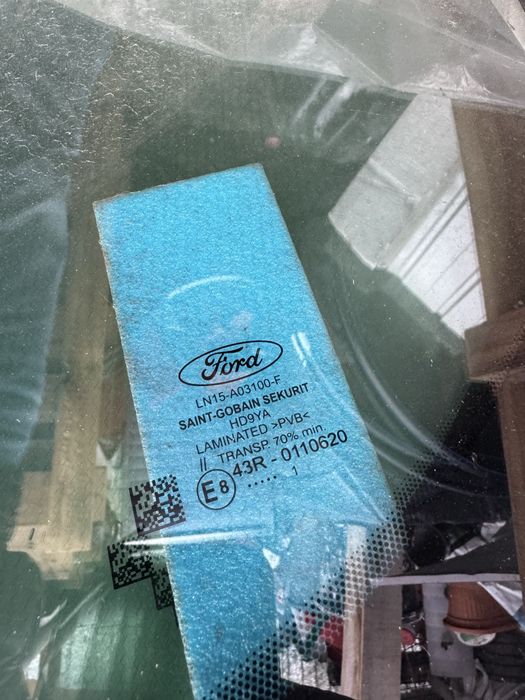 Ford
LN15-A03100-F
SAINT-GOBAIN SEKURIT
HD9YA
LAMINATED >PVB<
|| TRANSP. 70% min.
E8 43R - 0110620
..... 1